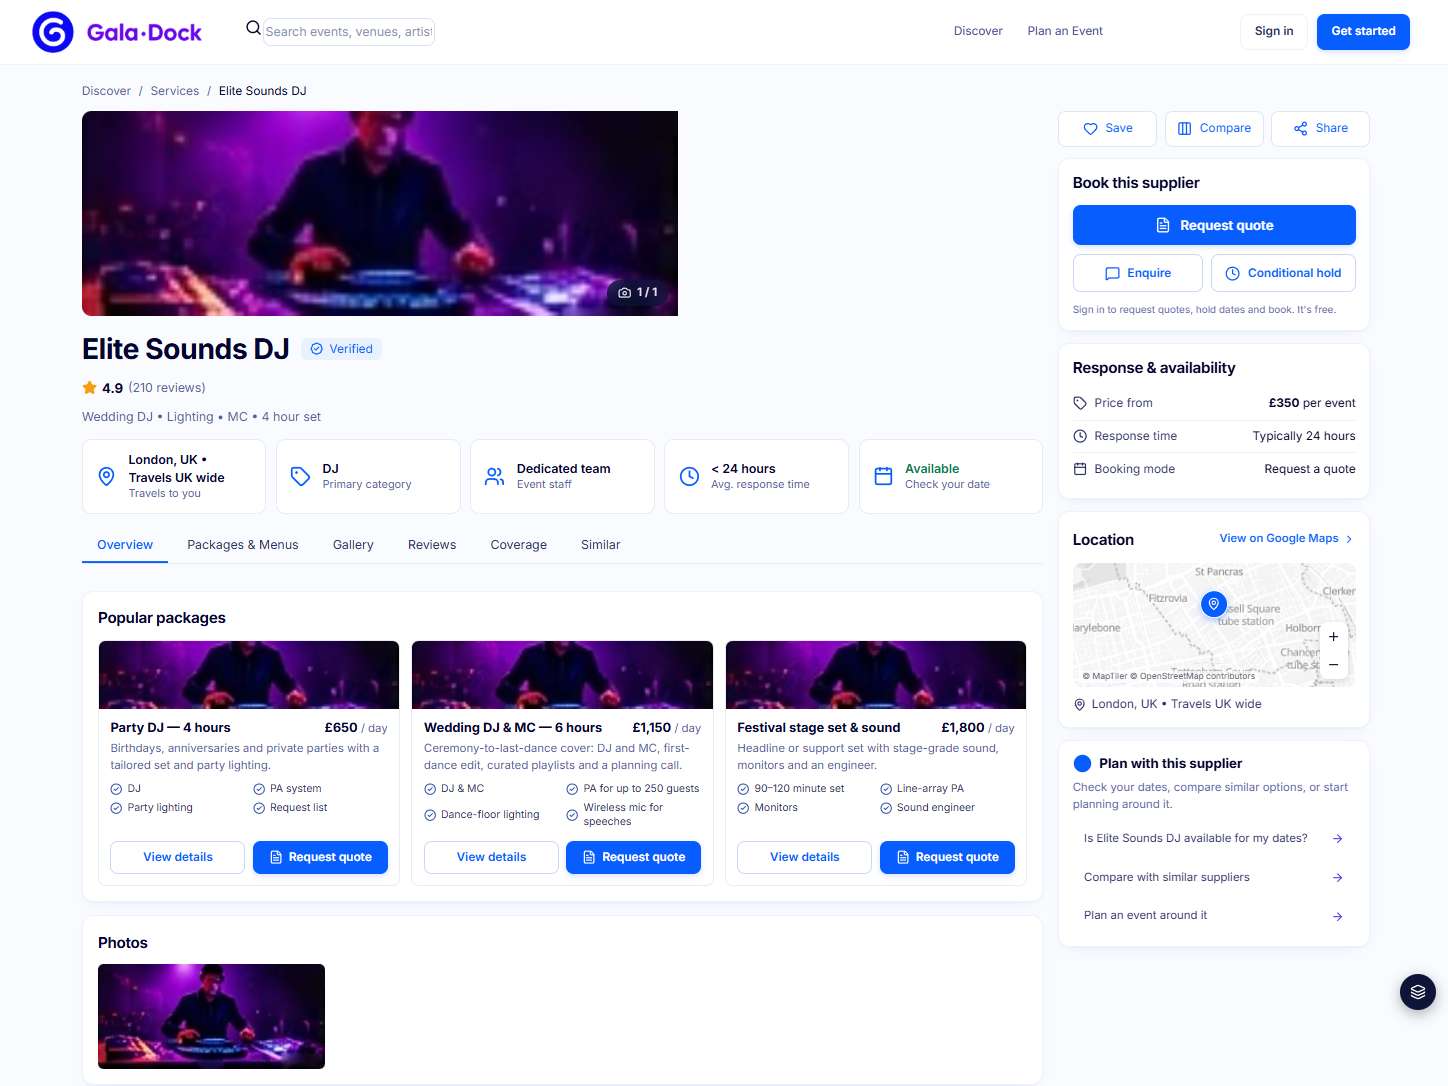 Gala·Dock
Search events, venues, artist
Discover
Plan an Event
Sign in
Get started
Discover / Services / Elite Sounds DJ
1 / 1
Elite Sounds DJ
Verified
4.9 (210 reviews)
Wedding DJ • Lighting • MC • 4 hour set
London, UK •
Travels UK wide
Travels to you
DJ
Primary category
Dedicated team
Event staff
< 24 hours
Avg. response time
Available
Check your date
Overview
Packages & Menus
Gallery
Reviews
Coverage
Similar
Popular packages
Party DJ — 4 hours
£650 / day
Birthdays, anniversaries and private parties with a
tailored set and party lighting.
DJ
PA system
Party lighting
Request list
View details
Request quote
Wedding DJ & MC — 6 hours
£1,150 / day
Ceremony-to-last-dance cover: DJ and MC, first-
dance edit, curated playlists and a planning call.
DJ & MC
PA for up to 250 guests
Dance-floor lighting
Wireless mic for
speeches
View details
Request quote
Festival stage set & sound
£1,800 / day
Headline or support set with stage-grade sound,
monitors and an engineer.
90–120 minute set
Line-array PA
Monitors
Sound engineer
View details
Request quote
Photos
Save
Compare
Share
Book this supplier
Request quote
Enquire
Conditional hold
Sign in to request quotes, hold dates and book. It's free.
Response & availability
Price from
£350 per event
Response time
Typically 24 hours
Booking mode
Request a quote
Location
View on Google Maps
St Pancras
Fitzrovia
Clerken
ssell Square
tube station
arylebone
Holborn
Chancer
tube st
+
−
© MapTiler © OpenStreetMap contributors
London, UK • Travels UK wide
Plan with this supplier
Check your dates, compare similar options, or start
planning around it.
Is Elite Sounds DJ available for my dates?
Compare with similar suppliers
Plan an event around it